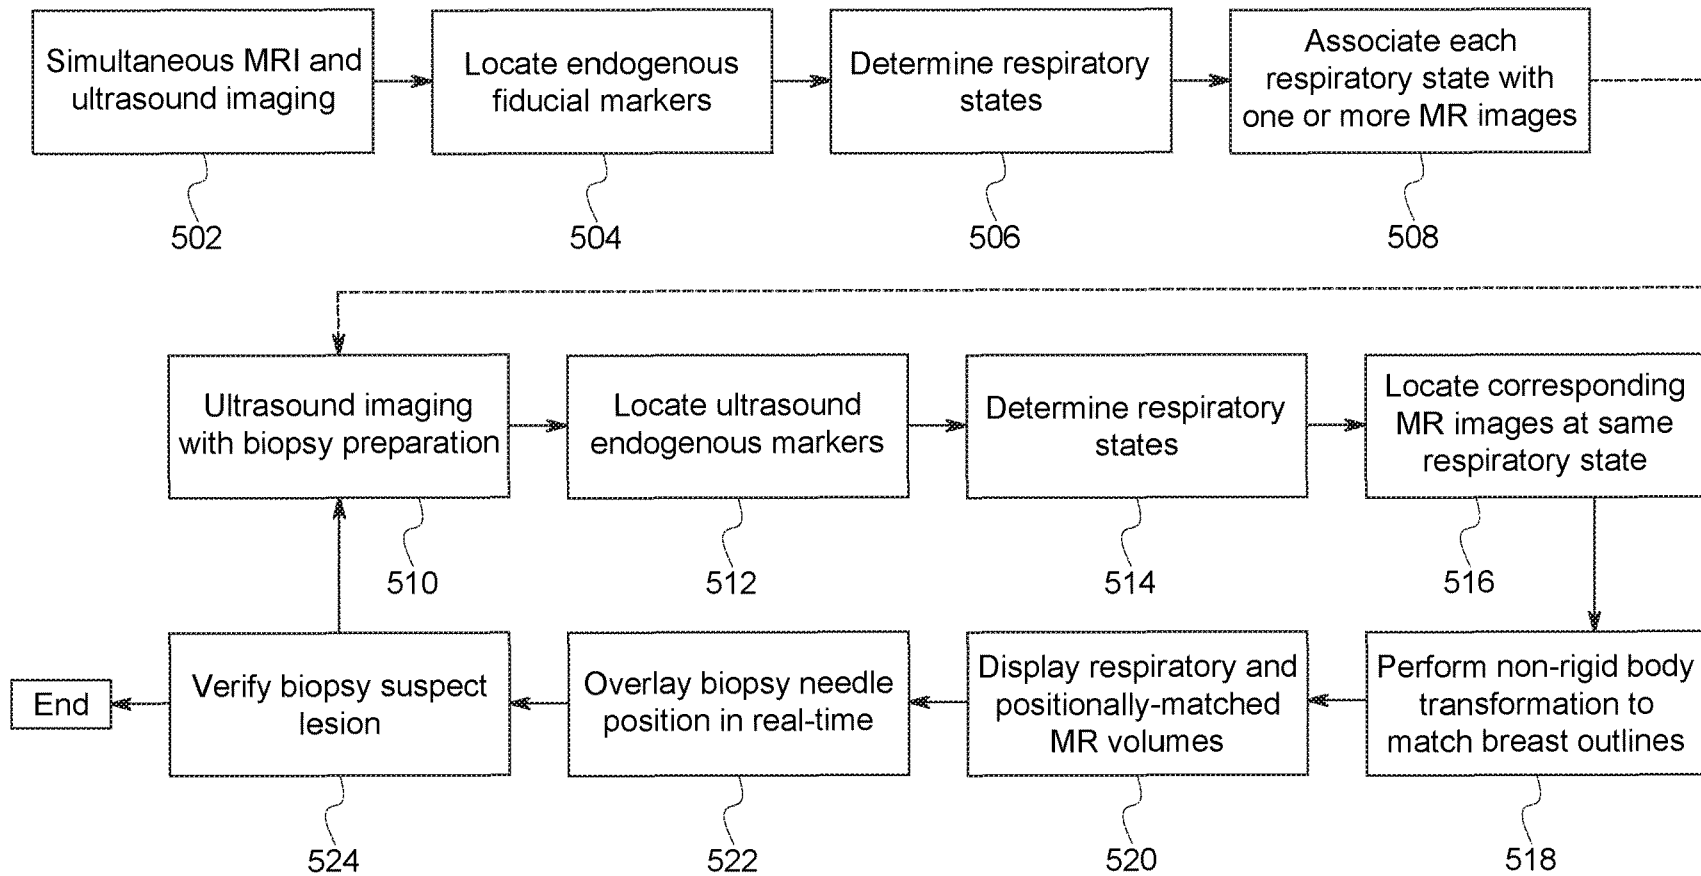 Simultaneous MRI and
ultrasound imaging
Locate endogenous
fiducial markers
Determine respiratory
states
Associate each
respiratory state with
one or more MR images
502
504
506
508
Ultrasound imaging
with biopsy preparation
Locate ultrasound
endogenous markers
Determine respiratory
states
Locate corresponding
MR images at same
respiratory state
510
512
514
516
End
Verify biopsy suspect
lesion
Overlay biopsy needle
position in real-time
Display respiratory and
positionally-matched
MR volumes
Perform non-rigid body
transformation to
match breast outlines
524
522
520
518